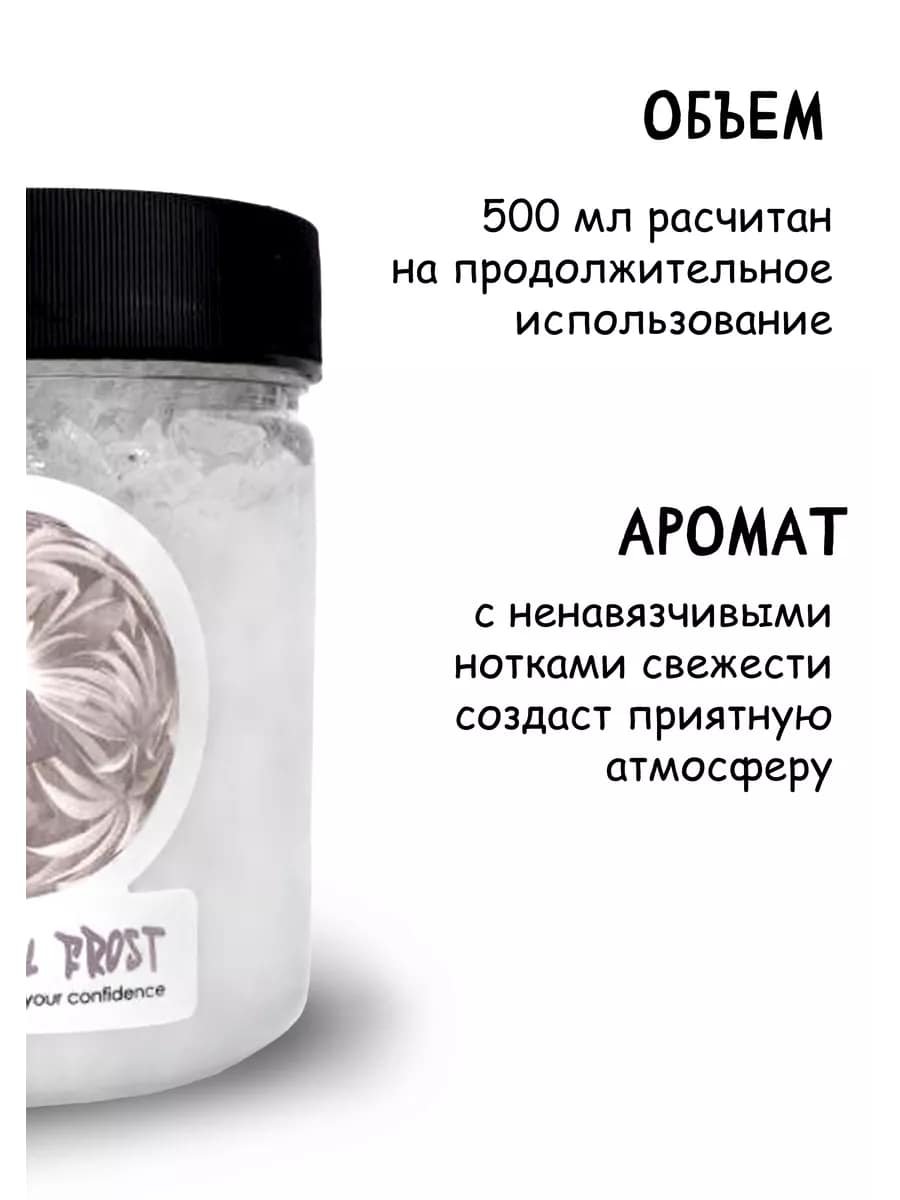 ОБЪЕМ
500 мл расчитан
на продолжительное
использование
АРОМАТ
с ненавязчивыми
нотками свежести
создаст приятную
атмосферу
FROST
your confidence